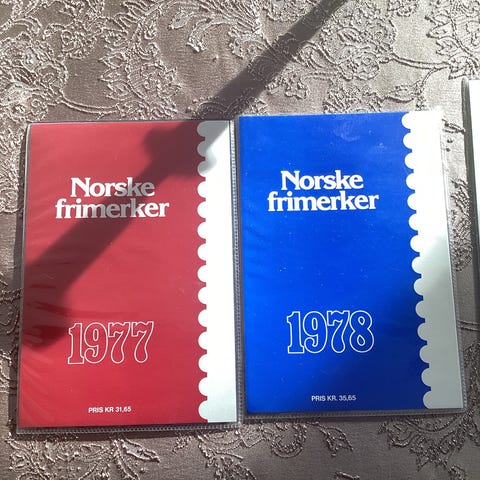 Norske
frimerker
1977
PRIS KR 31,65
Norske
frimerker
1978
PRIS KR. 35,65